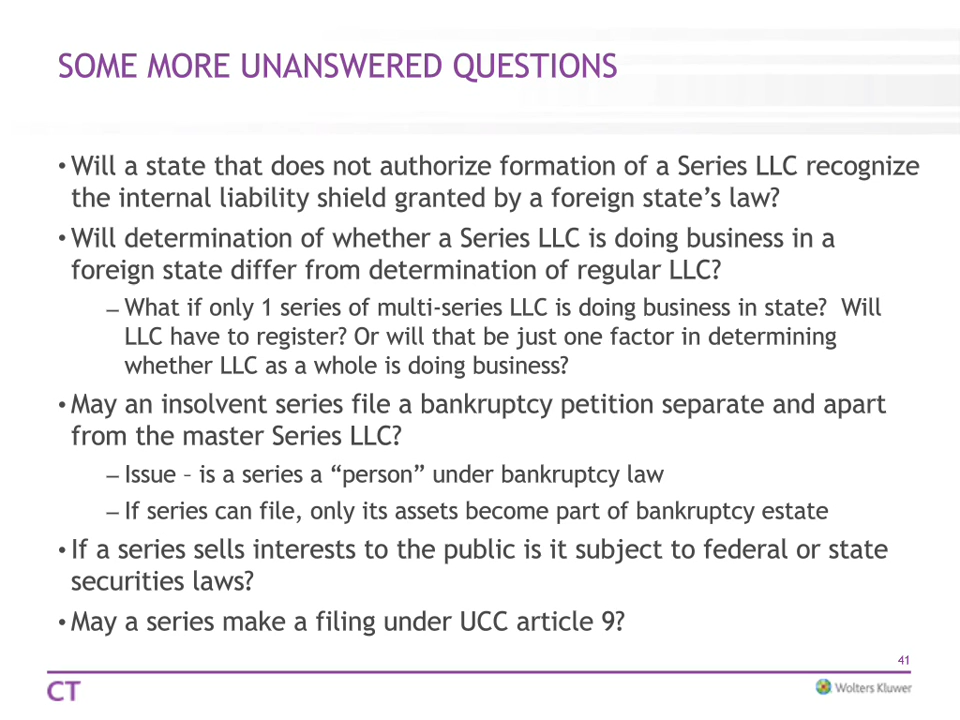 SOME MORE UNANSWERED QUESTIONS
• Will a state that does not authorize formation of a Series LLC recognize
the internal liability shield granted by a foreign state’s law?
• Will determination of whether a Series LLC is doing business in a
foreign state differ from determination of regular LLC?
– What if only 1 series of multi-series LLC is doing business in state?  Will
LLC have to register? Or will that be just one factor in determining
whether LLC as a whole is doing business?
• May an insolvent series file a bankruptcy petition separate and apart
from the master Series LLC?
– Issue – is a series a “person” under bankruptcy law
– If series can file, only its assets become part of bankruptcy estate
• If a series sells interests to the public is it subject to federal or state
securities laws?
• May a series make a filing under UCC article 9?
41
CT
Wolters Kluwer